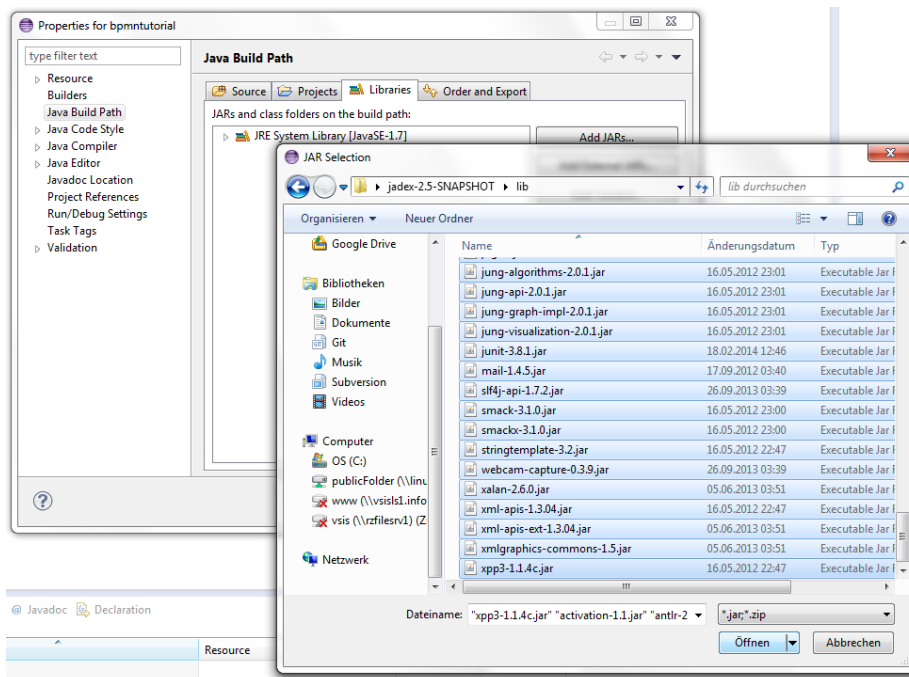 Properties for bpmntutorial
type filter text
Resource
Builders
Java Build Path
Java Code Style
Java Compiler
Java Editor
Javadoc Location
Project References
Run/Debug Settings
Task Tags
Validation
Java Build Path
Source Projects Libraries Order and Export
JARs and class folders on the build path:
JRE System Library [JavaSE-1.7]
Add JARs...
JAR Selection
jadex-2.5-SNAPSHOT lib
lib durchsuchen
Organisieren Neuer Ordner
Google Drive
Bibliotheken
Bilder
Dokumente
Git
Musik
Subversion
Videos
Computer
OS (C:)
publicFolder (\\linu
www (\\vsisls1.info
vsis (\\rzfilesrv1) (Z
Netzwerk
Name Änderungsdatum Typ
jung-algorithms-2.0.1.jar 16.05.2012 23:01 Executable Jar F
jung-api-2.0.1.jar 16.05.2012 23:01 Executable Jar F
jung-graph-impl-2.0.1.jar 16.05.2012 23:01 Executable Jar F
jung-visualization-2.0.1.jar 16.05.2012 23:01 Executable Jar F
junit-3.8.1.jar 18.02.2014 12:46 Executable Jar F
mail-1.4.5.jar 17.09.2012 03:40 Executable Jar F
slf4j-api-1.7.2.jar 26.09.2013 03:39 Executable Jar F
smack-3.1.0.jar 16.05.2012 23:00 Executable Jar F
smackx-3.1.0.jar 16.05.2012 23:00 Executable Jar F
stringtemplate-3.2.jar 16.05.2012 22:47 Executable Jar F
webcam-capture-0.3.9.jar 26.09.2013 03:39 Executable Jar F
xalan-2.6.0.jar 05.06.2013 03:51 Executable Jar F
xml-apis-1.3.04.jar 16.05.2012 22:47 Executable Jar F
xml-apis-ext-1.3.04.jar 05.06.2013 03:51 Executable Jar F
xmlgraphics-commons-1.5.jar 05.06.2013 03:51 Executable Jar F
xpp3-1.1.4c.jar 16.05.2012 22:47 Executable Jar F
Dateiname: "xpp3-1.1.4c.jar" "activation-1.1.jar" "antlr-2 *.jar;*.zip
Öffnen Abbrechen
@ Javadoc Declaration
Resource